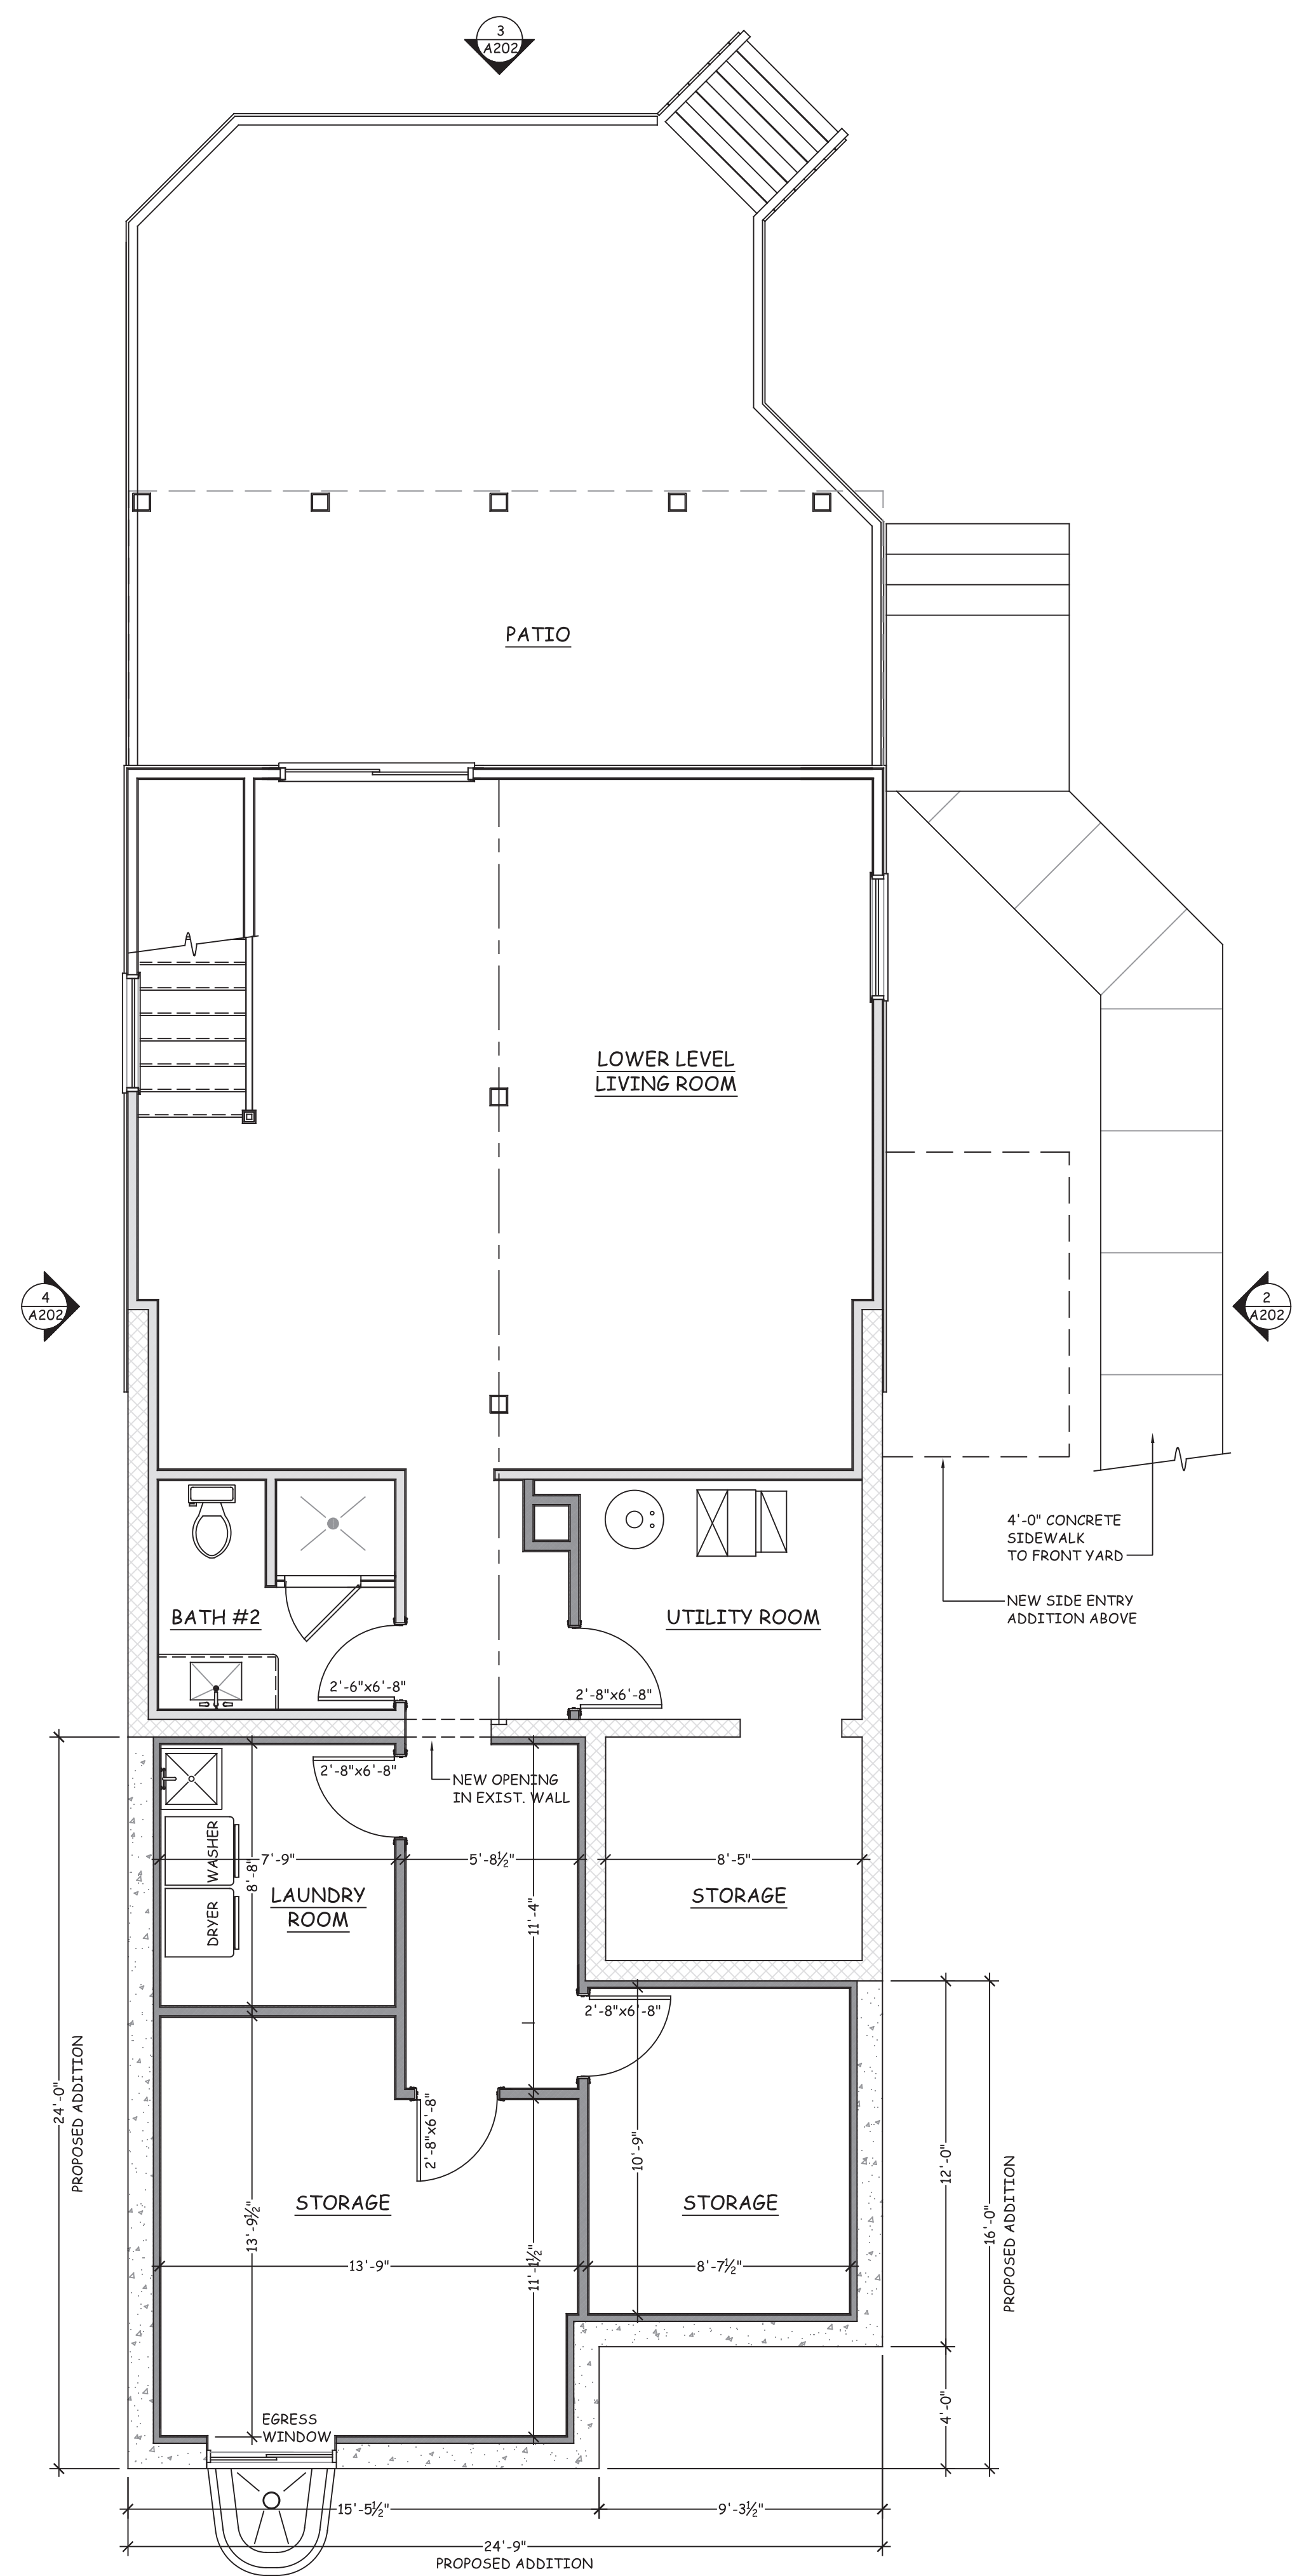 3
A202
PATIO
LOWER LEVEL
LIVING ROOM
4
A202
2
A202
4'-0" CONCRETE
SIDEWALK
TO FRONT YARD
NEW SIDE ENTRY
ADDITION ABOVE
BATH #2
UTILITY ROOM
2'-6"x6'-8"
2'-8"x6'-8"
2'-8"x6'-8"
NEW OPENING
IN EXIST. WALL
WASHER
DRYER
8'-8"
7'-9"
5'-8½"
8'-5"
LAUNDRY
ROOM
STORAGE
11'-4"
2'-8"x6'-8"
2'-8"x6'-8"
24'-0"
PROPOSED ADDITION
10'-9"
12'-0"
16'-0"
PROPOSED ADDITION
STORAGE
STORAGE
13'-9½"
11'-1½"
13'-9"
8'-7½"
4'-0"
EGRESS
WINDOW
15'-5½"
9'-3½"
24'-9"
PROPOSED ADDITION